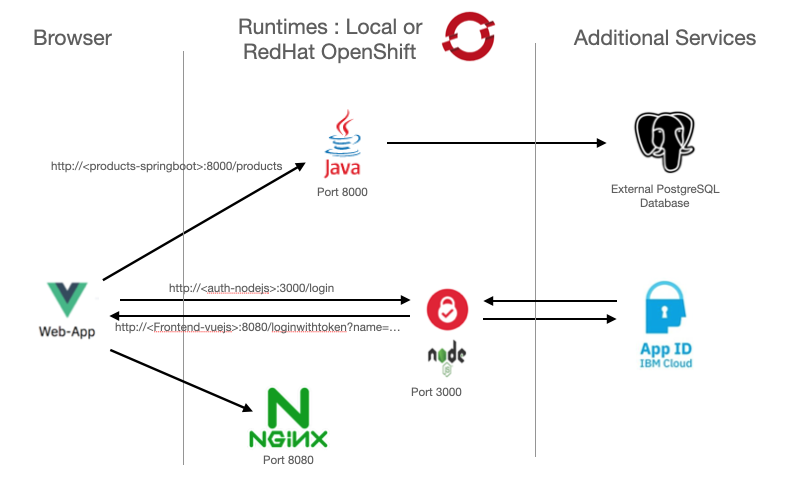 Browser
Runtimes : Local or
RedHat OpenShift
Additional Services
http://<products-springboot>:8000/products
Java
Port 8000
External PostgreSQL
Database
http://<auth-nodejs>:3000/login
http://<Frontend-vuejs>:8080/loginwithtoken?name=...
Web-App
node
JS
Port 3000
App ID
IBM Cloud
NGINX
Port 8080